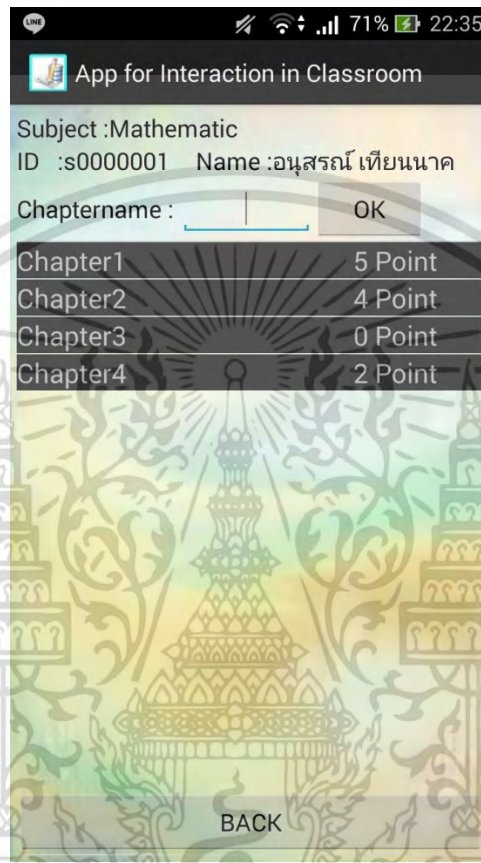 LINE 71% 22:35
App for Interaction in Classroom
Subject :Mathematic
ID :s0000001 Name :อนุสรณ์ เทียนนาค
Chaptername : OK
Chapter1 5 Point
Chapter2 4 Point
Chapter3 0 Point
Chapter4 2 Point
BACK